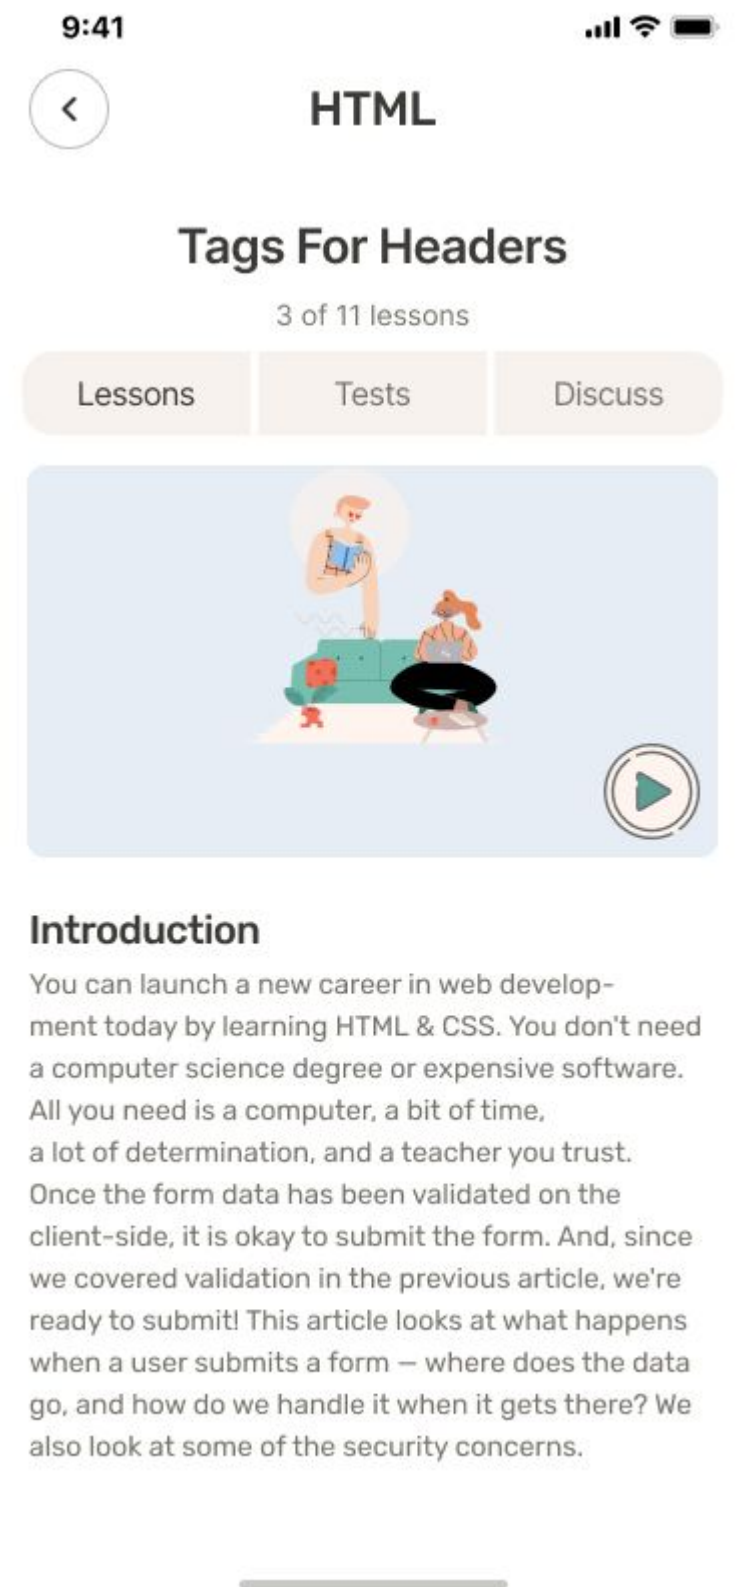 9:41
HTML
Tags For Headers
3 of 11 lessons
Lessons
Tests
Discuss
Introduction
You can launch a new career in web develop-
ment today by learning HTML & CSS. You don't need
a computer science degree or expensive software.
All you need is a computer, a bit of time,
a lot of determination, and a teacher you trust.
Once the form data has been validated on the
client-side, it is okay to submit the form. And, since
we covered validation in the previous article, we're
ready to submit! This article looks at what happens
when a user submits a form — where does the data
go, and how do we handle it when it gets there? We
also look at some of the security concerns.